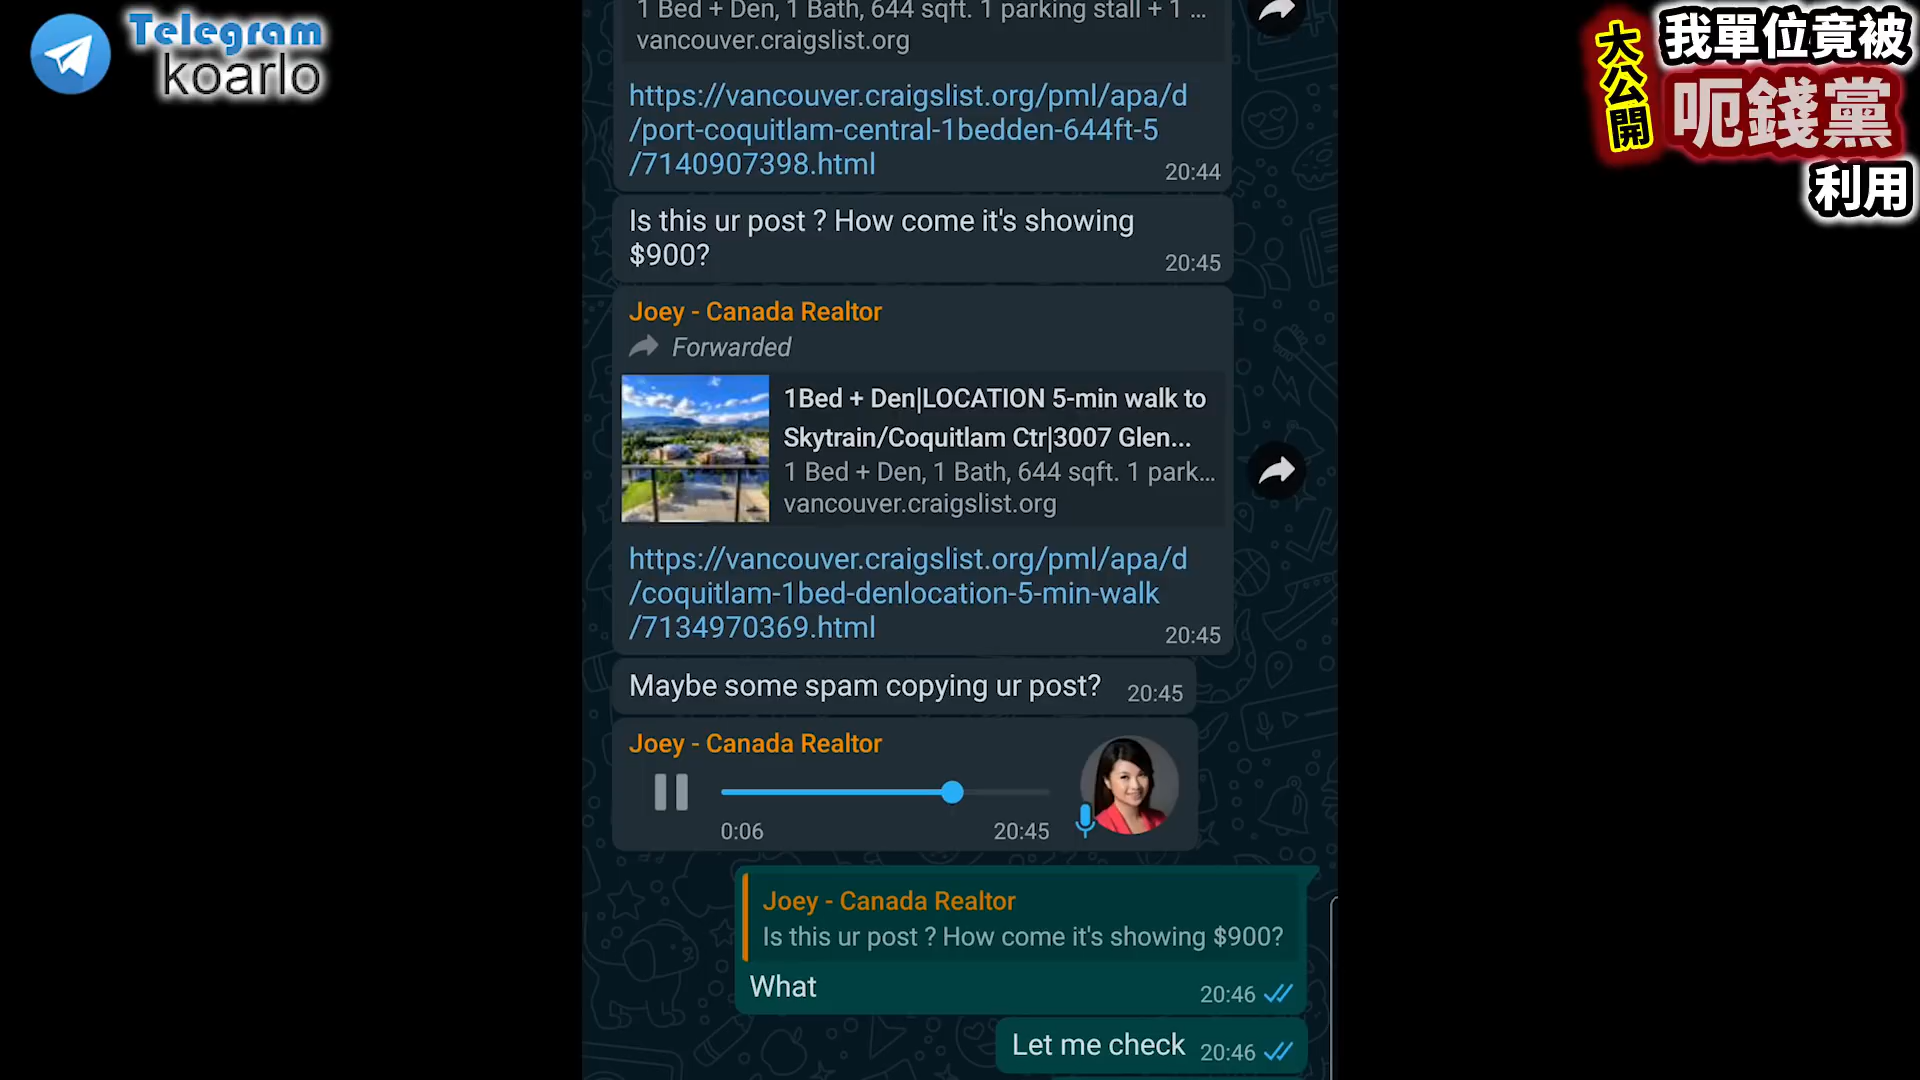 Telegram
koarlo
大公開
我單位竟被
呃錢黨
利用
1 Bed + Den, 1 Bath, 644 sqft. 1 parking stall + 1 ...
vancouver.craigslist.org
https://vancouver.craigslist.org/pml/apa/d
/port-coquitlam-central-1bedden-644ft-5
/7140907398.html
20:44
Is this ur post ? How come it's showing
$900?
20:45
Joey - Canada Realtor
Forwarded
1Bed + Den|LOCATION 5-min walk to
Skytrain/Coquitlam Ctr|3007 Glen...
1 Bed + Den, 1 Bath, 644 sqft. 1 park...
vancouver.craigslist.org
https://vancouver.craigslist.org/pml/apa/d
/coquitlam-1bed-denlocation-5-min-walk
/7134970369.html
20:45
Maybe some spam copying ur post? 20:45
Joey - Canada Realtor
0:06 20:45
Joey - Canada Realtor
Is this ur post ? How come it's showing $900?
What
20:46
Let me check 20:46